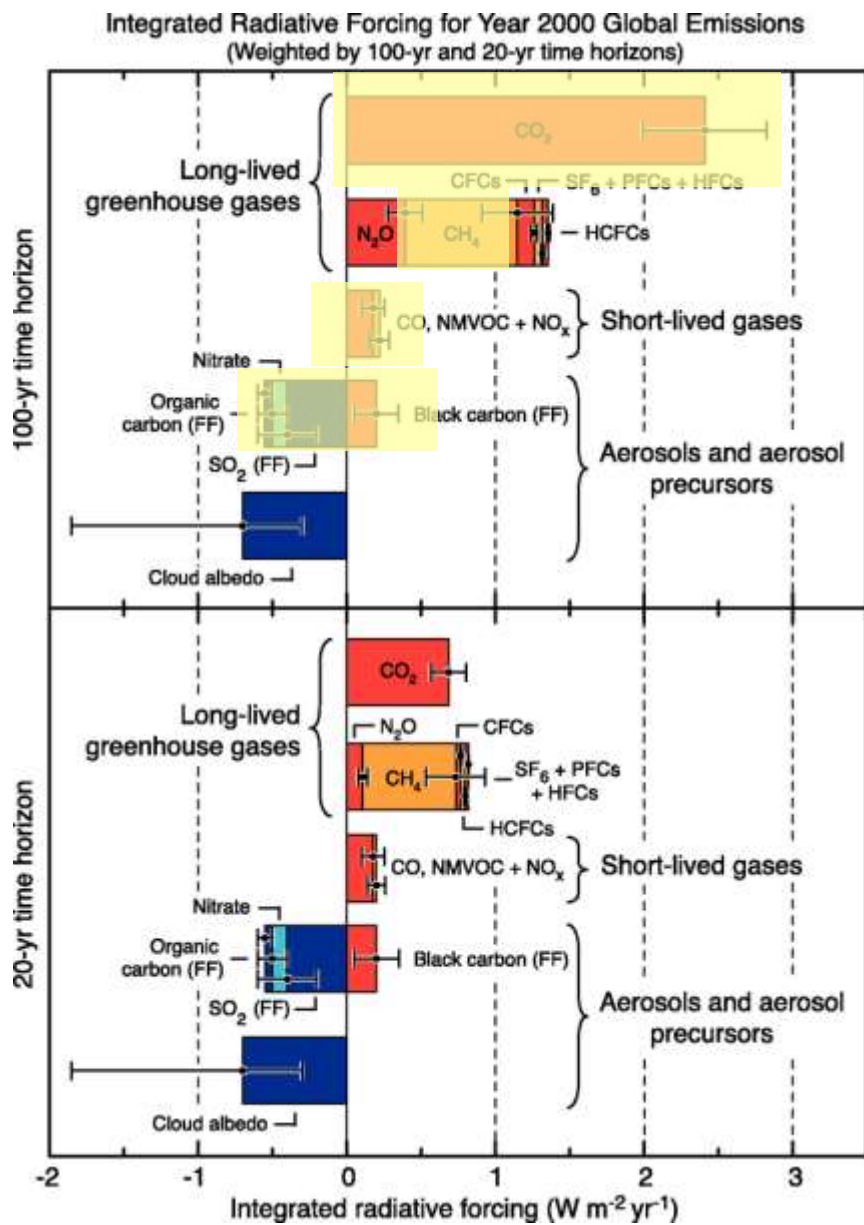 Integrated Radiative Forcing for Year 2000 Global Emissions
(Weighted by 100-yr and 20-yr time horizons)
100-yr time horizon
Long-lived
greenhouse gases
CO₂
CFCs
SF₆ + PFCs + HFCs
N₂O
CH₄
HCFCs
CO, NMVOC + NOₓ
Short-lived gases
Nitrate
Organic
carbon (FF)
SO₂ (FF)
Black carbon (FF)
Aerosols and aerosol
precursors
Cloud albedo
20-yr time horizon
Long-lived
greenhouse gases
CO₂
N₂O
CFCs
CH₄
SF₆ + PFCs
+ HFCs
HCFCs
CO, NMVOC + NOₓ
Short-lived gases
Nitrate
Organic
carbon (FF)
SO₂ (FF)
Black carbon (FF)
Aerosols and aerosol
precursors
Cloud albedo
-2 -1 0 1 2 3
Integrated radiative forcing (W m⁻² yr⁻¹)